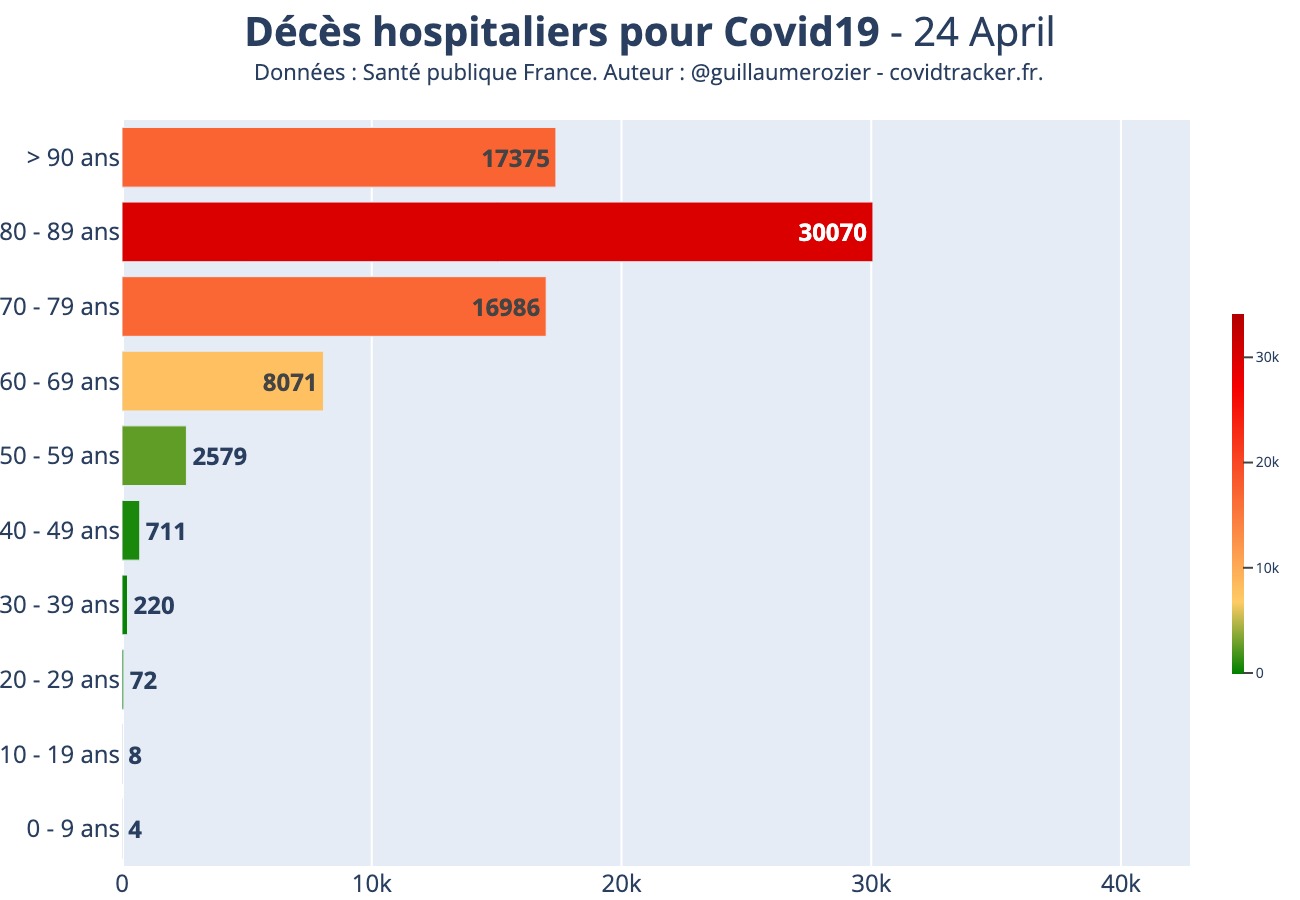 Décès hospitaliers pour Covid19 - 24 April
Données : Santé publique France. Auteur : @guillaumerozier - covidtracker.fr.
> 90 ans 17375
80 - 89 ans 30070
70 - 79 ans 16986
60 - 69 ans 8071
50 - 59 ans 2579
40 - 49 ans 711
30 - 39 ans 220
20 - 29 ans 72
10 - 19 ans 8
0 - 9 ans 4
0 10k 20k 30k 40k
30k
20k
10k
0